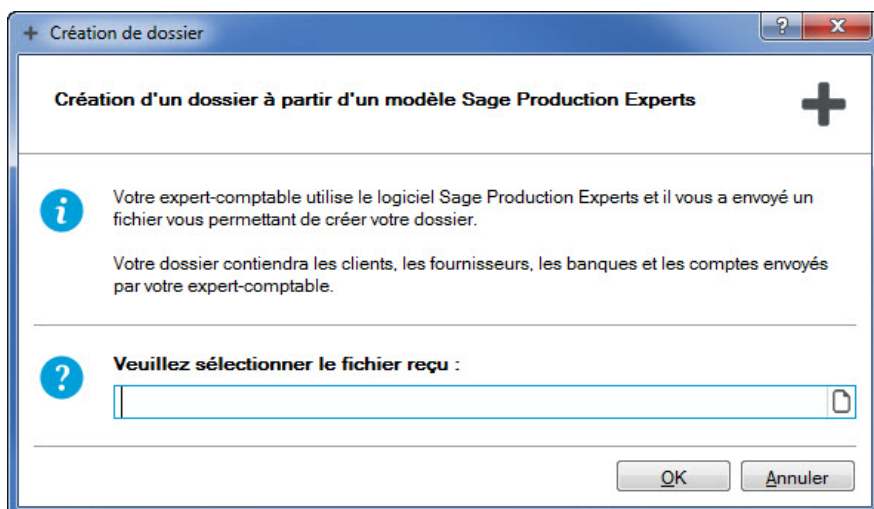 Création de dossier
Création d'un dossier à partir d'un modèle Sage Production Experts
Votre expert-comptable utilise le logiciel Sage Production Experts et il vous a envoyé un
fichier vous permettant de créer votre dossier.
Votre dossier contiendra les clients, les fournisseurs, les banques et les comptes envoyés
par votre expert-comptable.
Veuillez sélectionner le fichier reçu :
OK Annuler